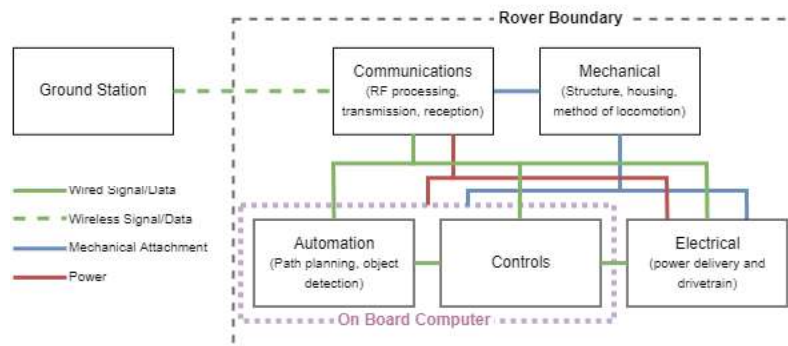 Rover Boundary
Ground Station
Communications
(RF processing,
transmission, reception)
Mechanical
(Structure, housing,
method of locomotion)
Wired Signal/Data
Wireless Signal/Data
Mechanical Attachment
Power
Automation
(Path planning, object
detection)
Controls
Electrical
(power delivery and
drivetrain)
On Board Computer